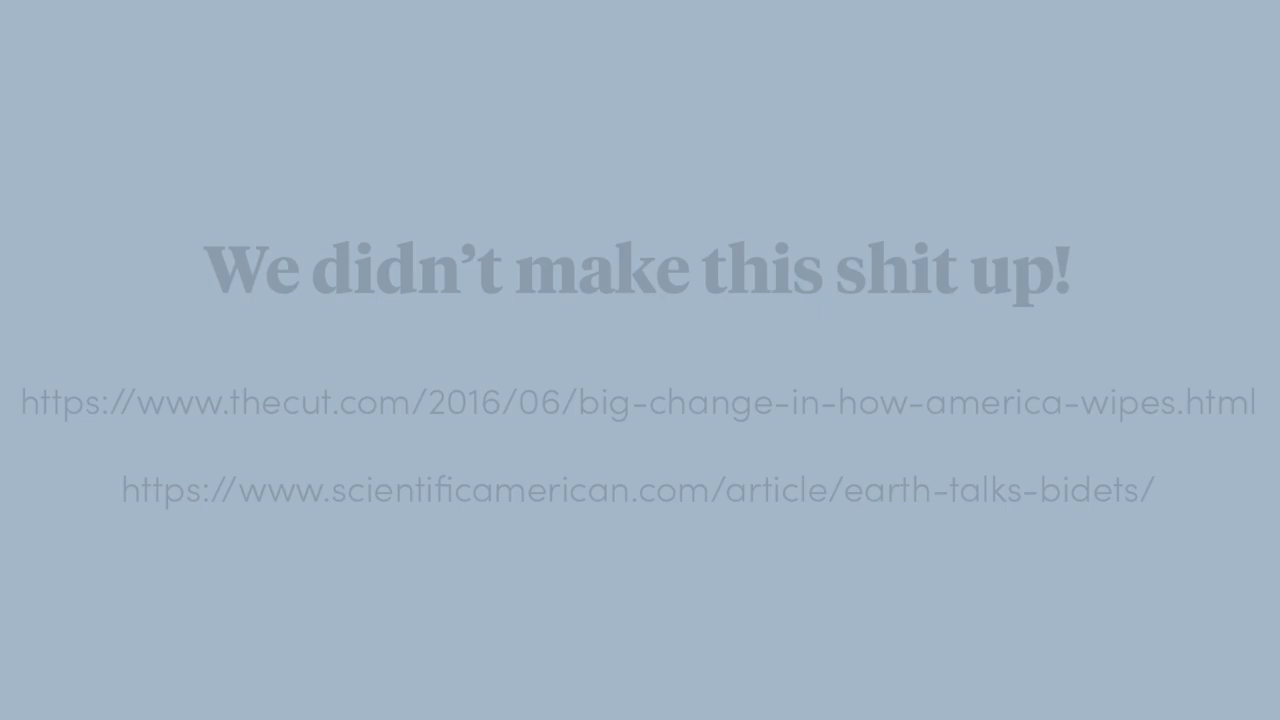 We didn’t make this shit up!
https://www.thecut.com/2016/06/big-change-in-how-america-wipes.html
https://www.scientificamerican.com/article/earth-talks-bidets/